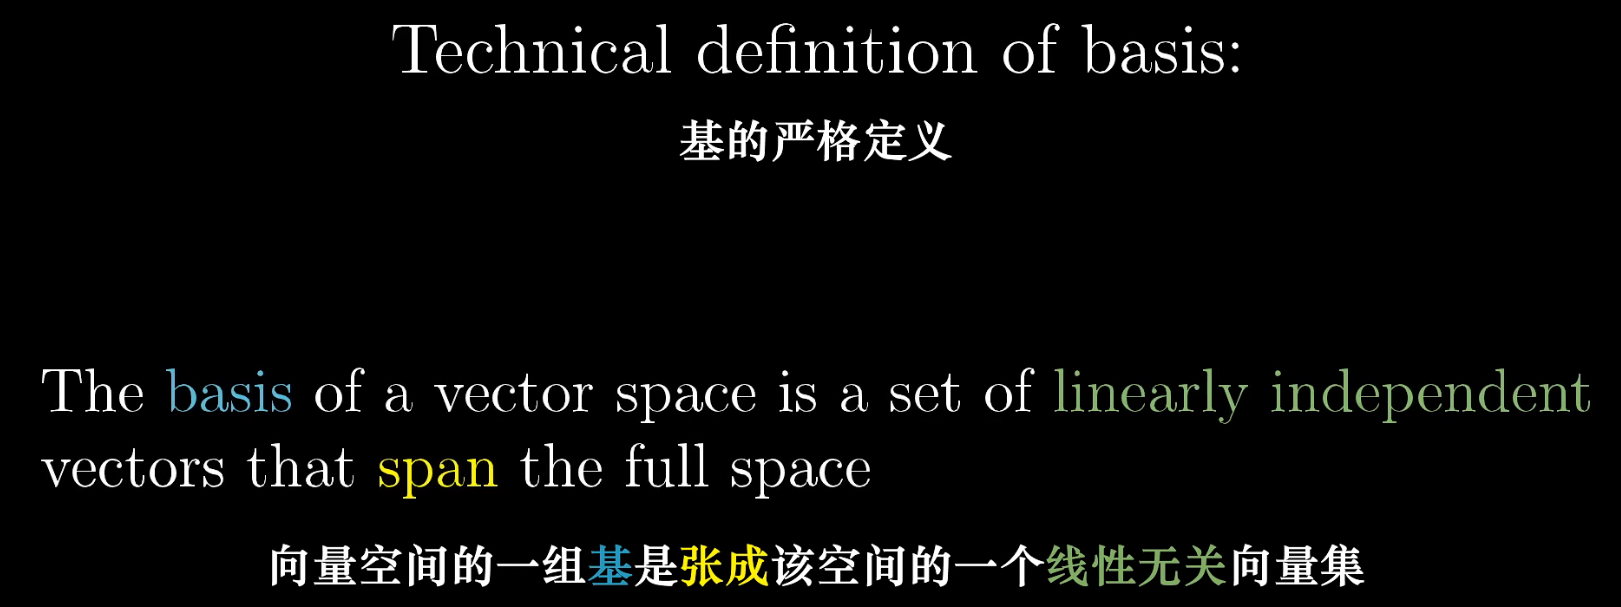 Technical definition of basis:
基的严格定义
The basis of a vector space is a set of linearly independent
vectors that span the full space
向量空间的一组基是张成该空间的一个线性无关向量集